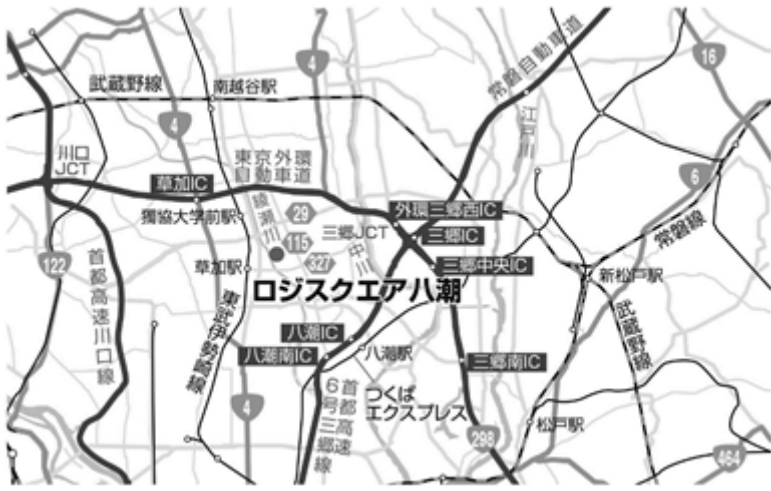 7
4
16
常磐自動車道
武蔵野線
南越谷駅
4
江戸川
川口
JCT
東京外環
自動車道
草加IC
6
獨協大学前駅
綾瀬川
29
外環三郷西IC
常磐線
115
三郷JCT
三郷IC
中川
122
草加駅
327
三郷中央IC
新松戸駅
ロジスクエア八潮
首都高速川口線
東武伊勢崎線
武蔵野線
八潮IC
八潮南IC
八潮駅
三郷南IC
首都高速
6号三郷線
つくば
エクスプレス
4
298
松戸駅
464